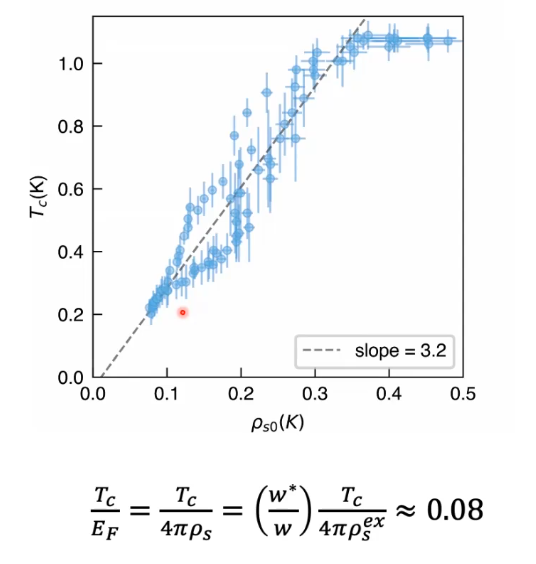 T_c(K)
1.0
0.8
0.6
0.4
0.2
0.0
slope = 3.2
0.0 0.1 0.2 0.3 0.4 0.5
ρ_s0(K)
T_c/E_F = T_c/4πρ_s = (w*/w) T_c/4πρ_s^ex ≈ 0.08